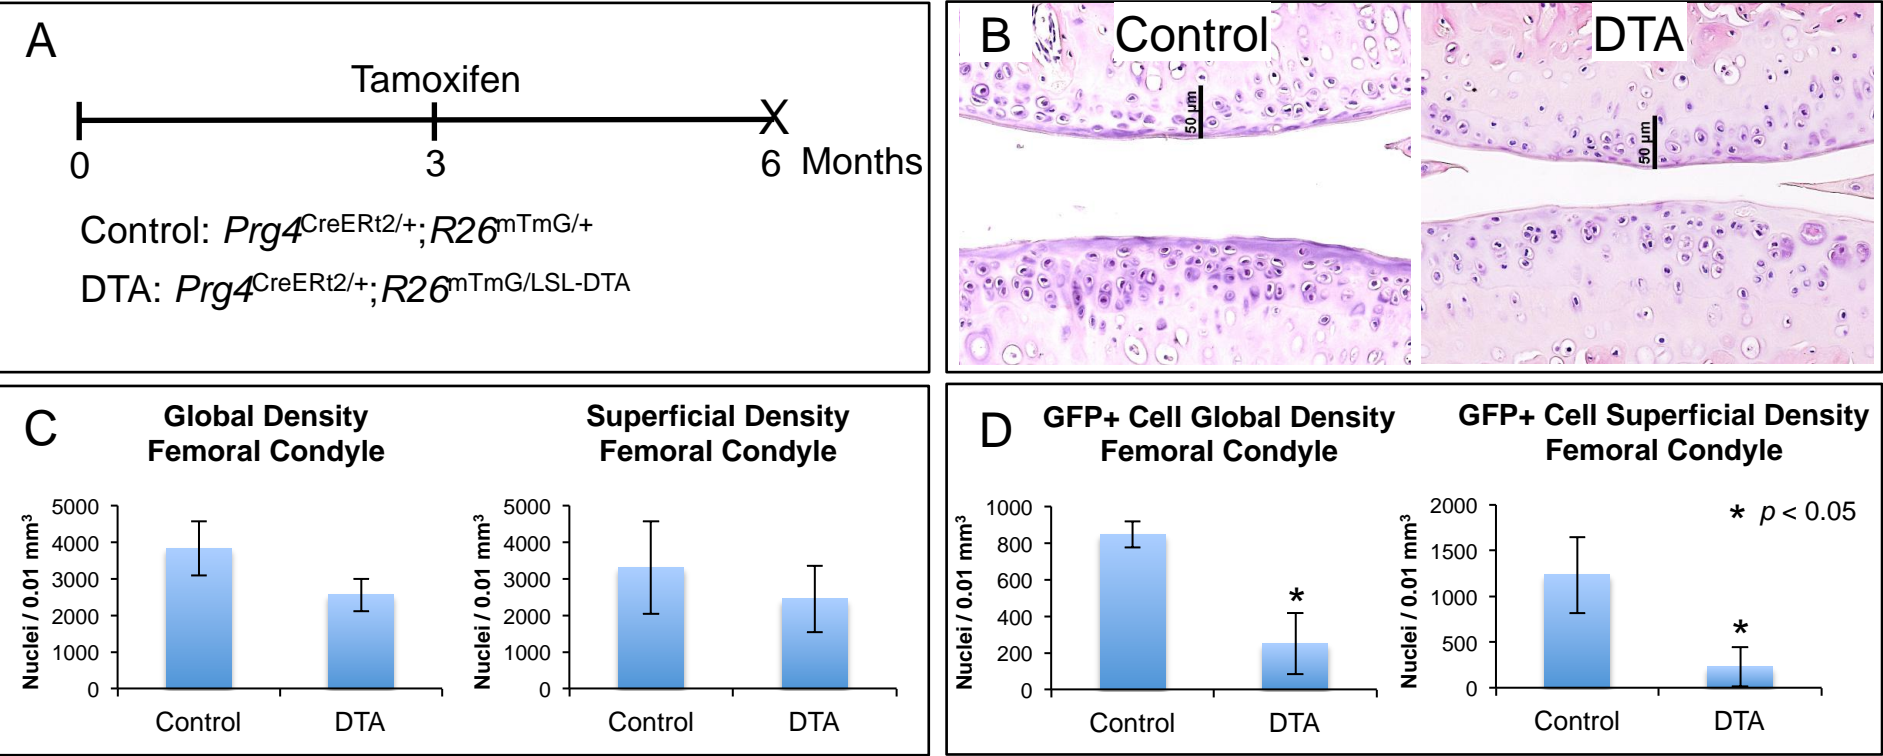 A
Tamoxifen
0 3 6 Months
Control: Prg4CreERt2/+;R26mTmG/+
DTA: Prg4CreERt2/+;R26mTmG/LSL-DTA
B
Control
DTA
50 µm
50 µm
C
Global Density
Femoral Condyle
Nuclei / 0.01 mm³
5000
4000
3000
2000
1000
0
Control DTA
Superficial Density
Femoral Condyle
Nuclei / 0.01 mm³
5000
4000
3000
2000
1000
0
Control DTA
D
GFP+ Cell Global Density
Femoral Condyle
Nuclei / 0.01 mm³
1000
800
600
400
200
0
*
Control DTA
GFP+ Cell Superficial Density
Femoral Condyle
Nuclei / 0.01 mm³
2000
1500
1000
500
0
* p < 0.05
*
Control DTA